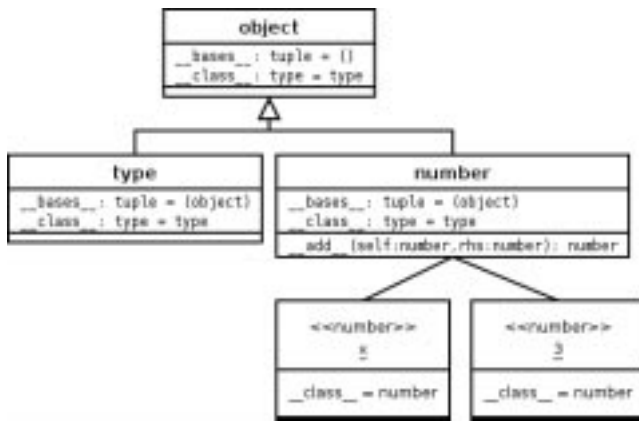 object
__bases__: tuple = ()
__class__: type = type
type
__bases__: tuple = (object)
__class__: type = type
number
__bases__: tuple = (object)
__class__: type = type
__add__(self:number,rhs:number): number
<<number>>
x
__class__ = number
<<number>>
3
__class__ = number